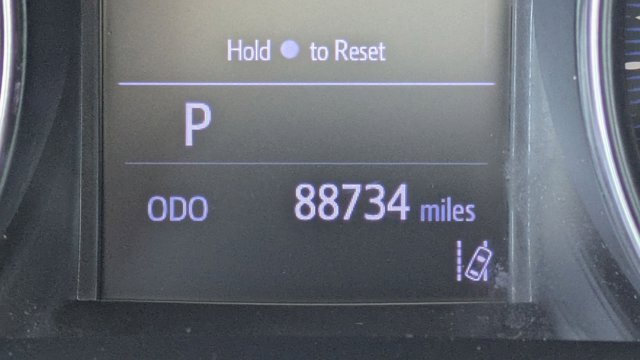 Hold ● to Reset
P
ODO 88734 miles